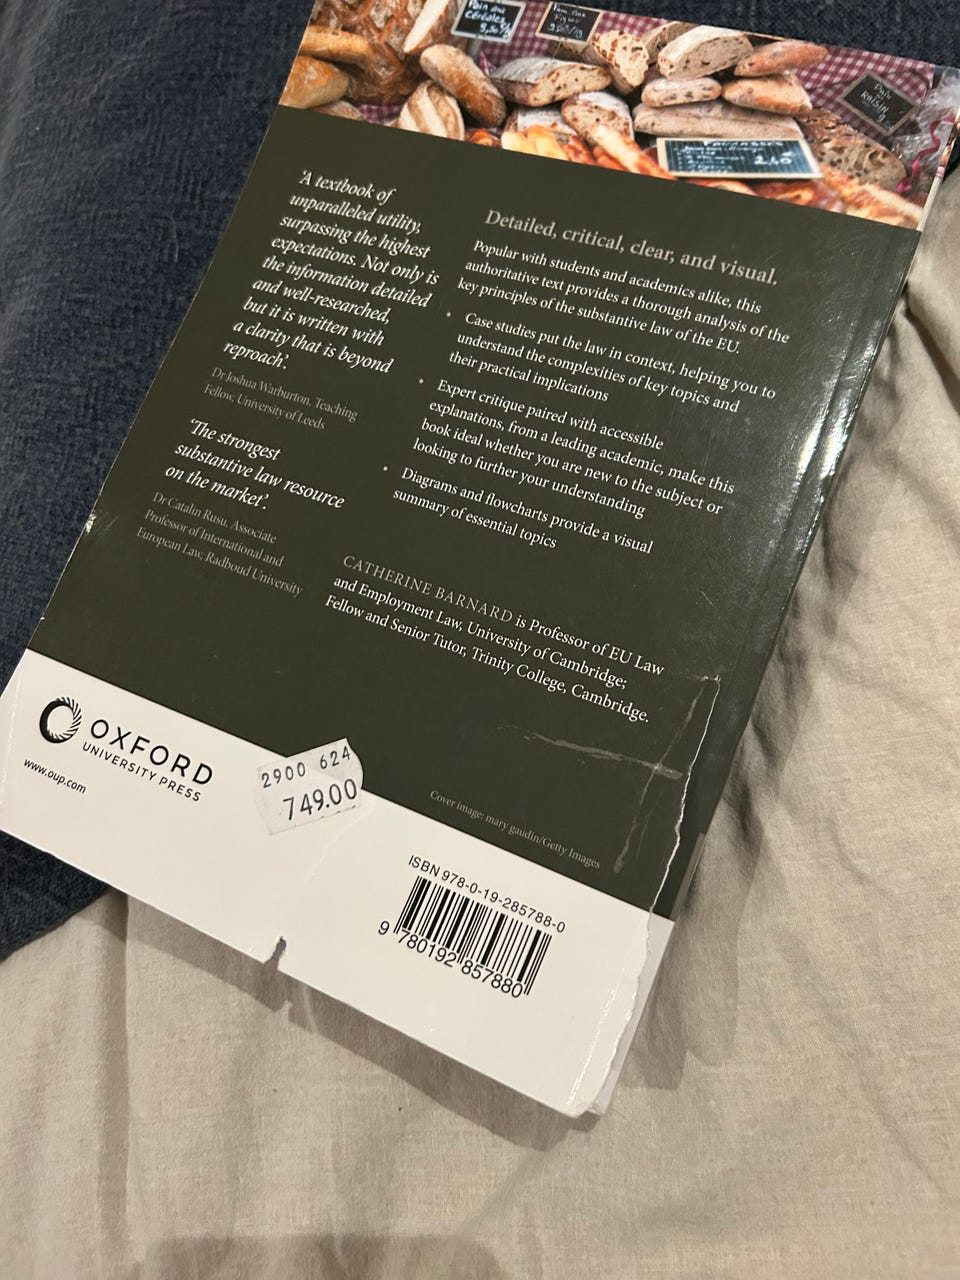 Pain aux
Céréales
Pain aux
Figues
Pain
RAISIN
FOUGASSES
2,10
'A textbook of
unparalleled utility,
surpassing the highest
expectations. Not only is
the information detailed
and well-researched,
but it is written with
a clarity that is beyond
reproach'.
Dr Joshua Warburton, Teaching
Fellow, University of Leeds
'The strongest
substantive law resource
on the market'.
Dr Catalin Rusu, Associate
Professor of International and
European Law, Radboud University
Detailed, critical, clear, and visual.
Popular with students and academics alike, this
authoritative text provides a thorough analysis of the
key principles of the substantive law of the EU.
• Case studies put the law in context, helping you to
understand the complexities of key topics and
their practical implications
• Expert critique paired with accessible
explanations, from a leading academic, make this
book ideal whether you are new to the subject or
looking to further your understanding
• Diagrams and flowcharts provide a visual
summary of essential topics
CATHERINE BARNARD is Professor of EU Law
and Employment Law, University of Cambridge;
Fellow and Senior Tutor, Trinity College, Cambridge.
OXFORD
UNIVERSITY PRESS
www.oup.com
2900 624
749.00
Cover image: mary gaudin/Getty Images
ISBN 978-0-19-285788-0
9 780192 857880